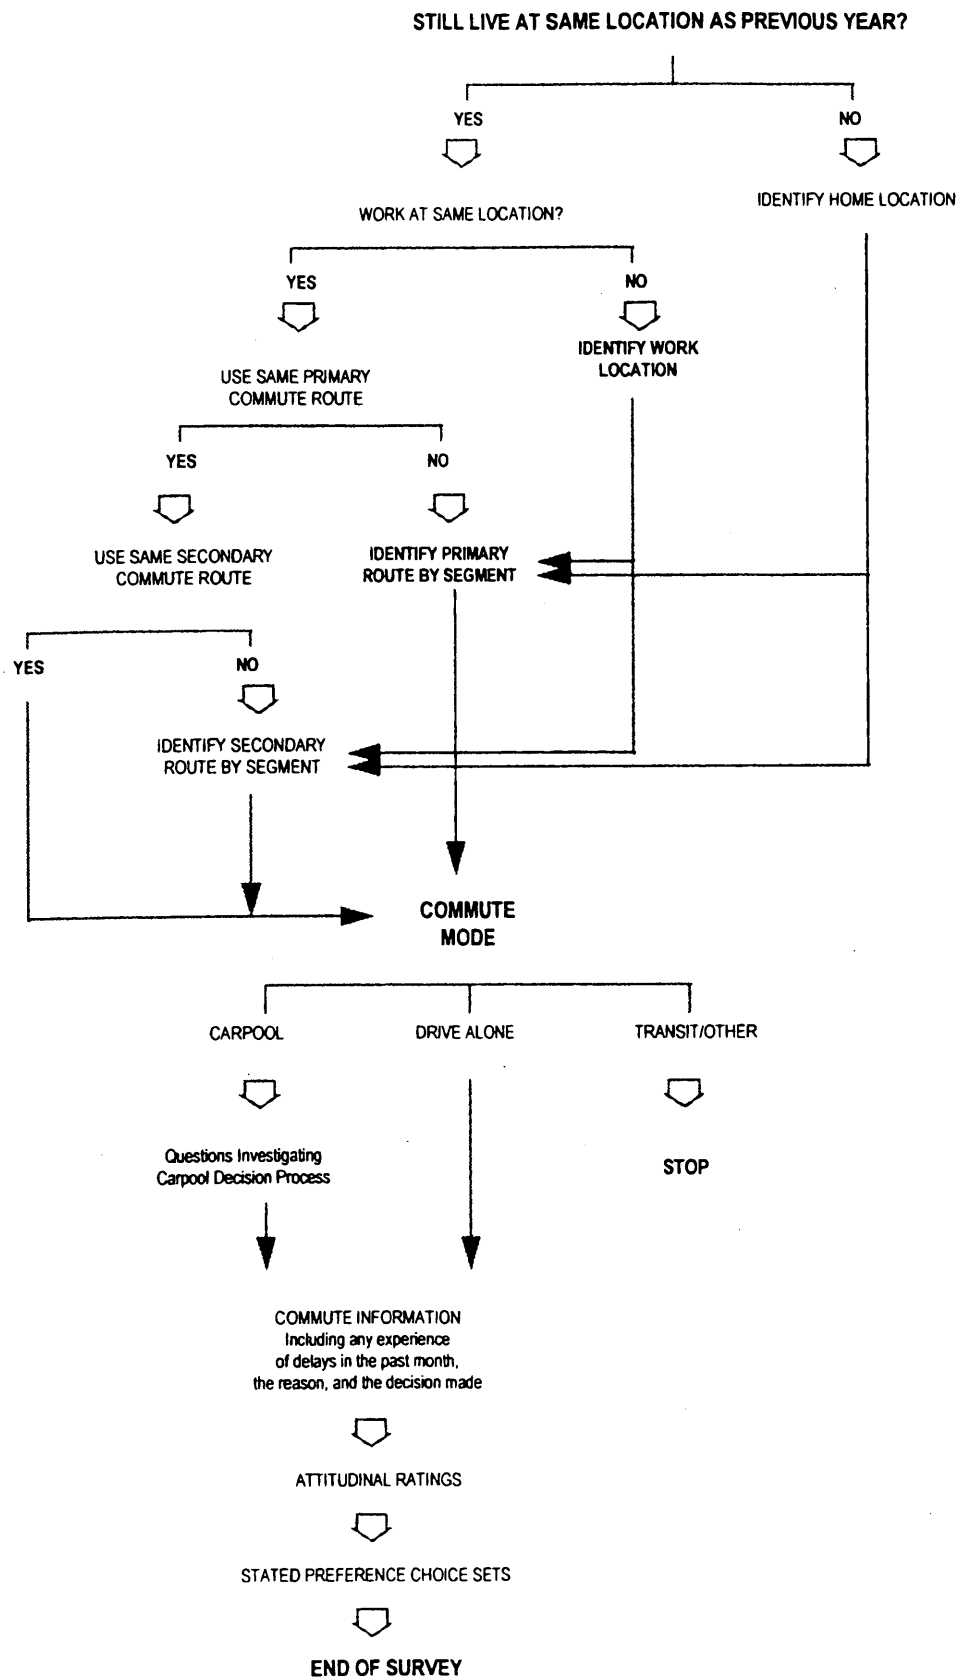 STILL LIVE AT SAME LOCATION AS PREVIOUS YEAR?
YES
NO
IDENTIFY HOME LOCATION
WORK AT SAME LOCATION?
YES
NO
IDENTIFY WORK
LOCATION
USE SAME PRIMARY
COMMUTE ROUTE
YES
NO
USE SAME SECONDARY
COMMUTE ROUTE
IDENTIFY PRIMARY
ROUTE BY SEGMENT
YES
NO
IDENTIFY SECONDARY
ROUTE BY SEGMENT
COMMUTE
MODE
CARPOOL
DRIVE ALONE
TRANSIT/OTHER
Questions Investigating
Carpool Decision Process
STOP
COMMUTE INFORMATION
Including any experience
of delays in the past month,
the reason, and the decision made
ATTITUDINAL RATINGS
STATED PREFERENCE CHOICE SETS
END OF SURVEY